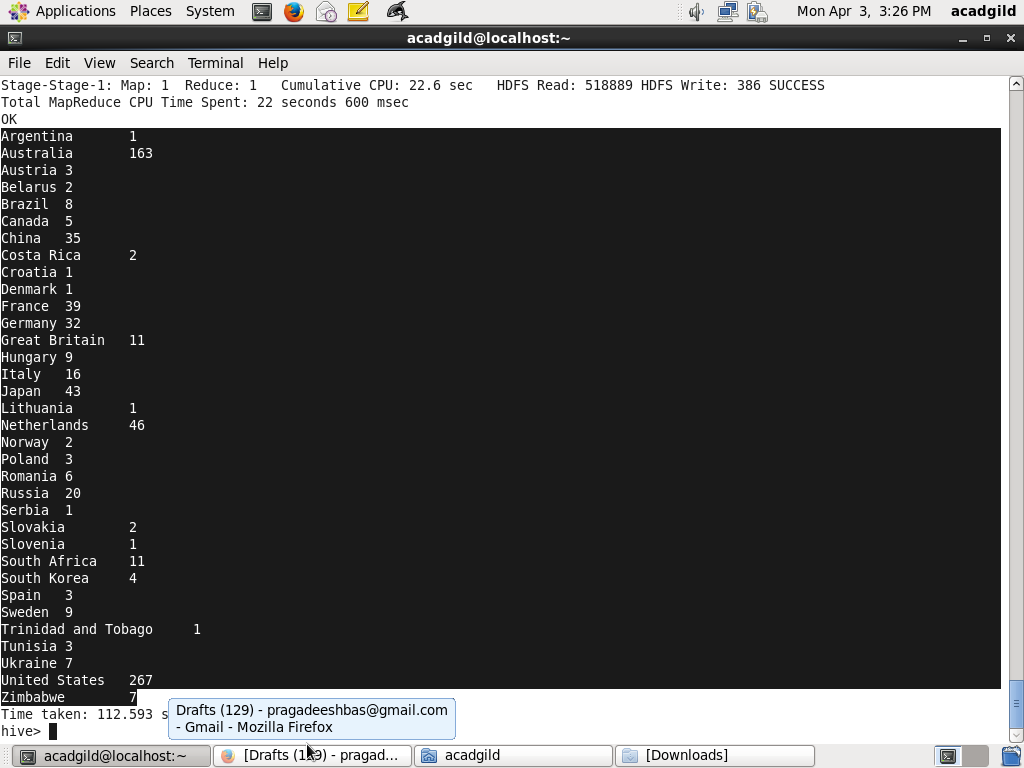 Applications Places System Mon Apr 3, 3:26 PM acadgild
acadgild@localhost:~
File Edit View Search Terminal Help
Stage-Stage-1: Map: 1 Reduce: 1 Cumulative CPU: 22.6 sec HDFS Read: 518889 HDFS Write: 386 SUCCESS
Total MapReduce CPU Time Spent: 22 seconds 600 msec
OK
Argentina 1
Australia 163
Austria 3
Belarus 2
Brazil 8
Canada 5
China 35
Costa Rica 2
Croatia 1
Denmark 1
France 39
Germany 32
Great Britain 11
Hungary 9
Italy 16
Japan 43
Lithuania 1
Netherlands 46
Norway 2
Poland 3
Romania 6
Russia 20
Serbia 1
Slovakia 2
Slovenia 1
South Africa 11
South Korea 4
Spain 3
Sweden 9
Trinidad and Tobago 1
Tunisia 3
Ukraine 7
United States 267
Zimbabwe 7
Time taken: 112.593 s
Drafts (129) - pragadeeshbas@gmail.com
- Gmail - Mozilla Firefox
hive>
acadgild@localhost:~ [Drafts (129) - pragad... acadgild [Downloads]